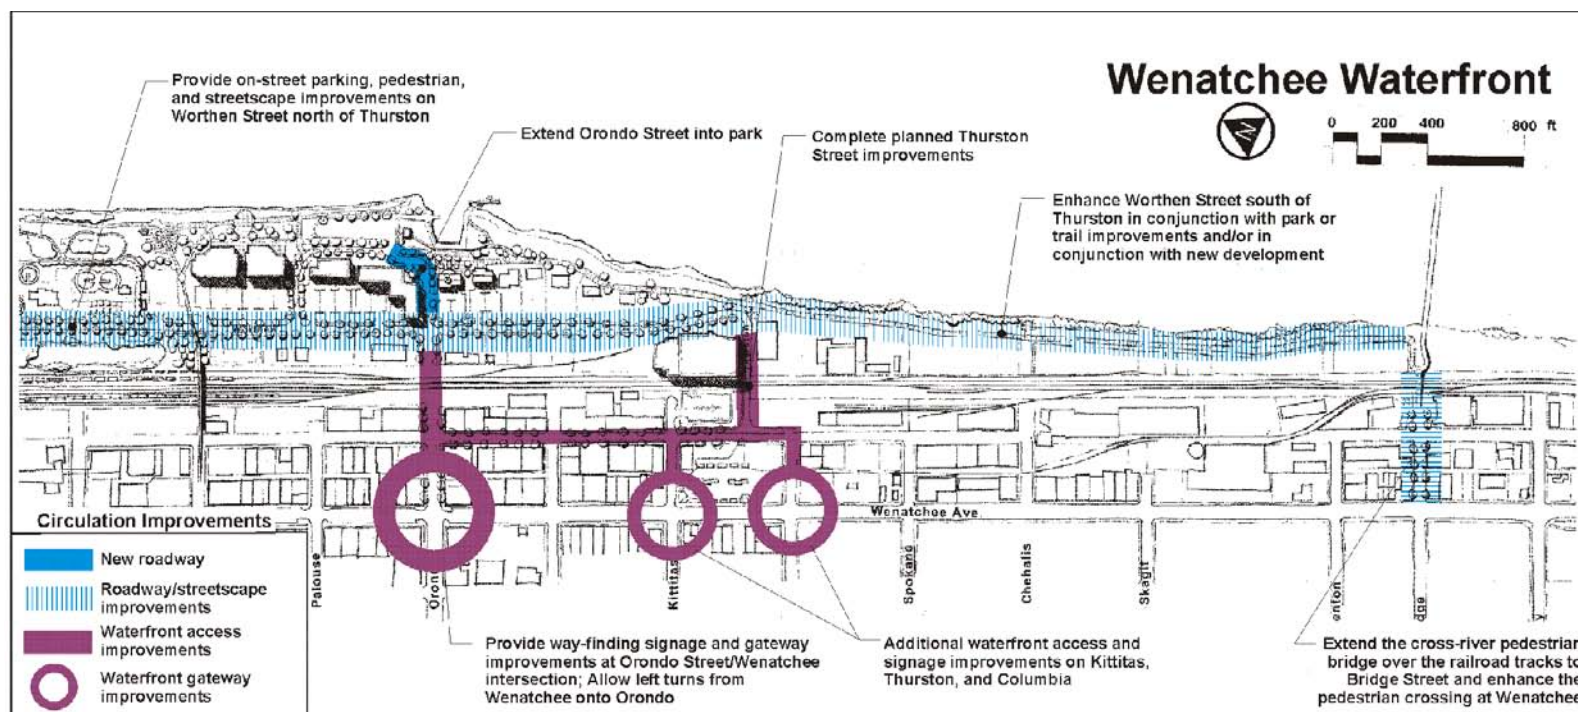 Wenatchee Waterfront
0 200 400 800 ft
Provide on-street parking, pedestrian,
and streetscape improvements on
Worthen Street north of Thurston
Extend Orondo Street into park
Complete planned Thurston
Street improvements
Enhance Worthen Street south of
Thurston in conjunction with park or
trail improvements and/or in
conjunction with new development
Wenatchee Ave.
Palouse
Oron
Kittitas
Spokane
Chehalis
Skagit
enton
dge
Circulation Improvements
New roadway
Roadway/streetscape
improvements
Waterfront access
improvements
Waterfront gateway
improvements
Provide way-finding signage and gateway
improvements at Orondo Street/Wenatchee
intersection; Allow left turns from
Wenatchee onto Orondo
Additional waterfront access and
signage improvements on Kittitas,
Thurston, and Columbia
Extend the cross-river pedestrian
bridge over the railroad tracks to
Bridge Street and enhance the
pedestrian crossing at Wenatchee